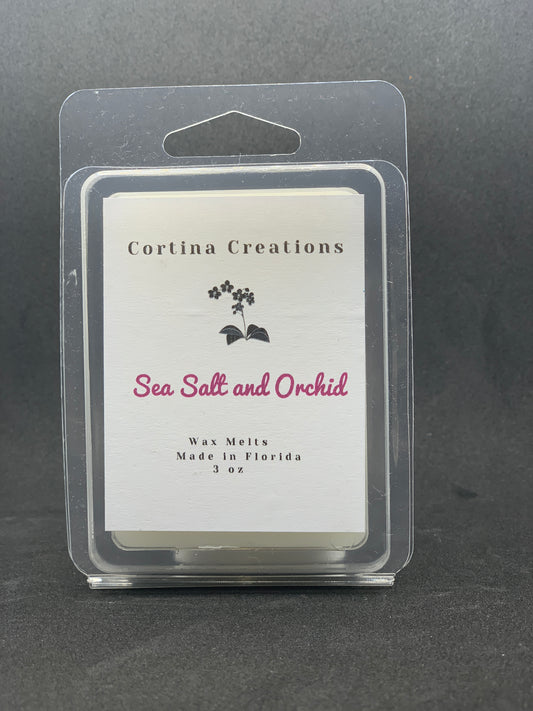 Cortina Creations
Sea Salt and Orchid
Wax Melts
Made in Florida
3 oz